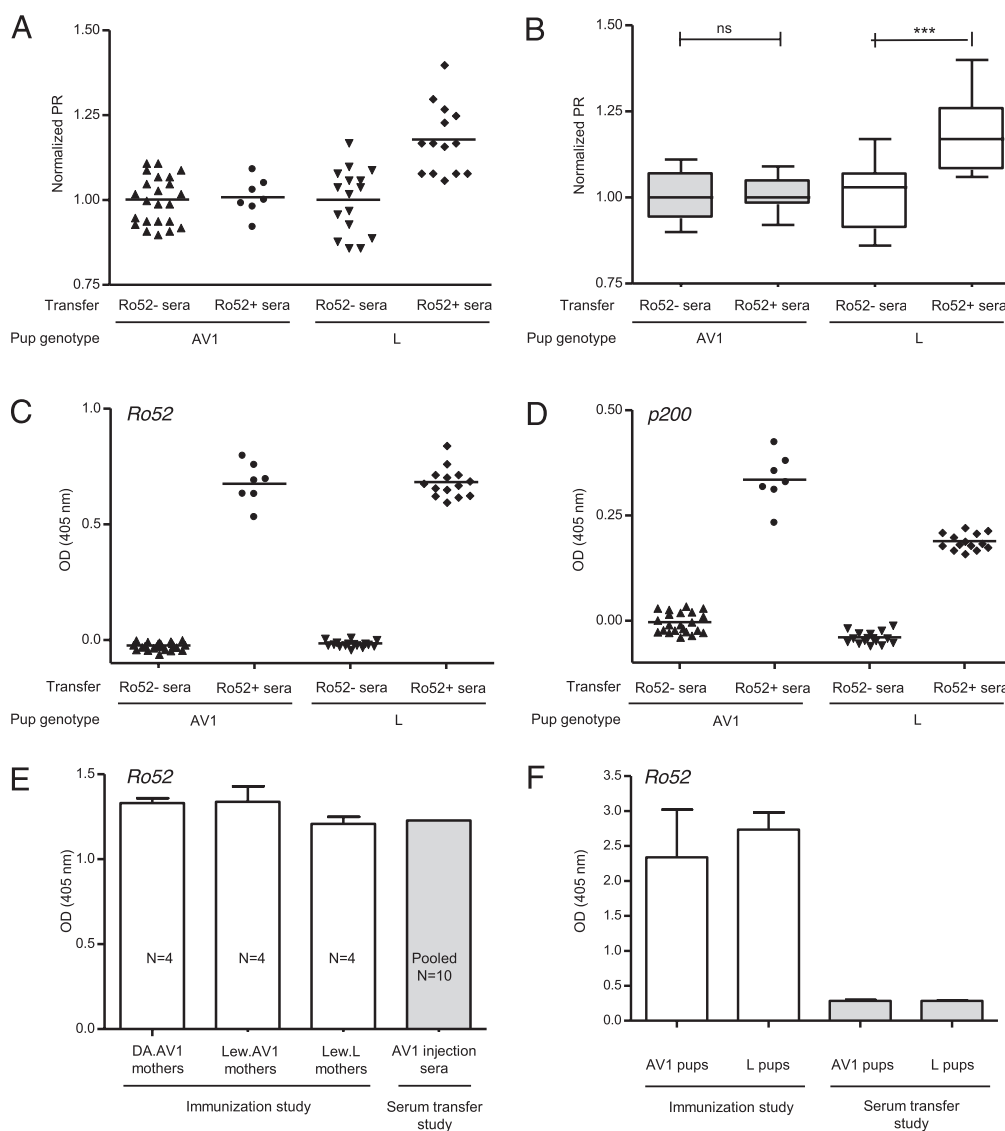 A
Normalized PR
1.50
1.25
1.00
0.75
Transfer
Ro52- sera
Ro52+ sera
Ro52- sera
Ro52+ sera
Pup genotype
AV1
L
B
Normalized PR
1.50
1.25
1.00
0.75
ns
***
Transfer
Ro52- sera
Ro52+ sera
Ro52- sera
Ro52+ sera
Pup genotype
AV1
L
C
Ro52
OD (405 nm)
1.0
0.5
0.0
Transfer
Ro52- sera
Ro52+ sera
Ro52- sera
Ro52+ sera
Pup genotype
AV1
L
D
p200
OD (405 nm)
0.50
0.25
0.00
Transfer
Ro52- sera
Ro52+ sera
Ro52- sera
Ro52+ sera
Pup genotype
AV1
L
E
Ro52
OD (405 nm)
1.5
1.0
0.5
0.0
N=4
N=4
N=4
Pooled
N=10
DA.AV1
mothers
Lew.AV1
mothers
Lew.L
mothers
AV1 injection
sera
Immunization study
Serum transfer
study
F
Ro52
OD (405 nm)
3.5
3.0
2.5
2.0
1.5
1.0
0.5
0.0
AV1 pups
L pups
AV1 pups
L pups
Immunization study
Serum transfer
study